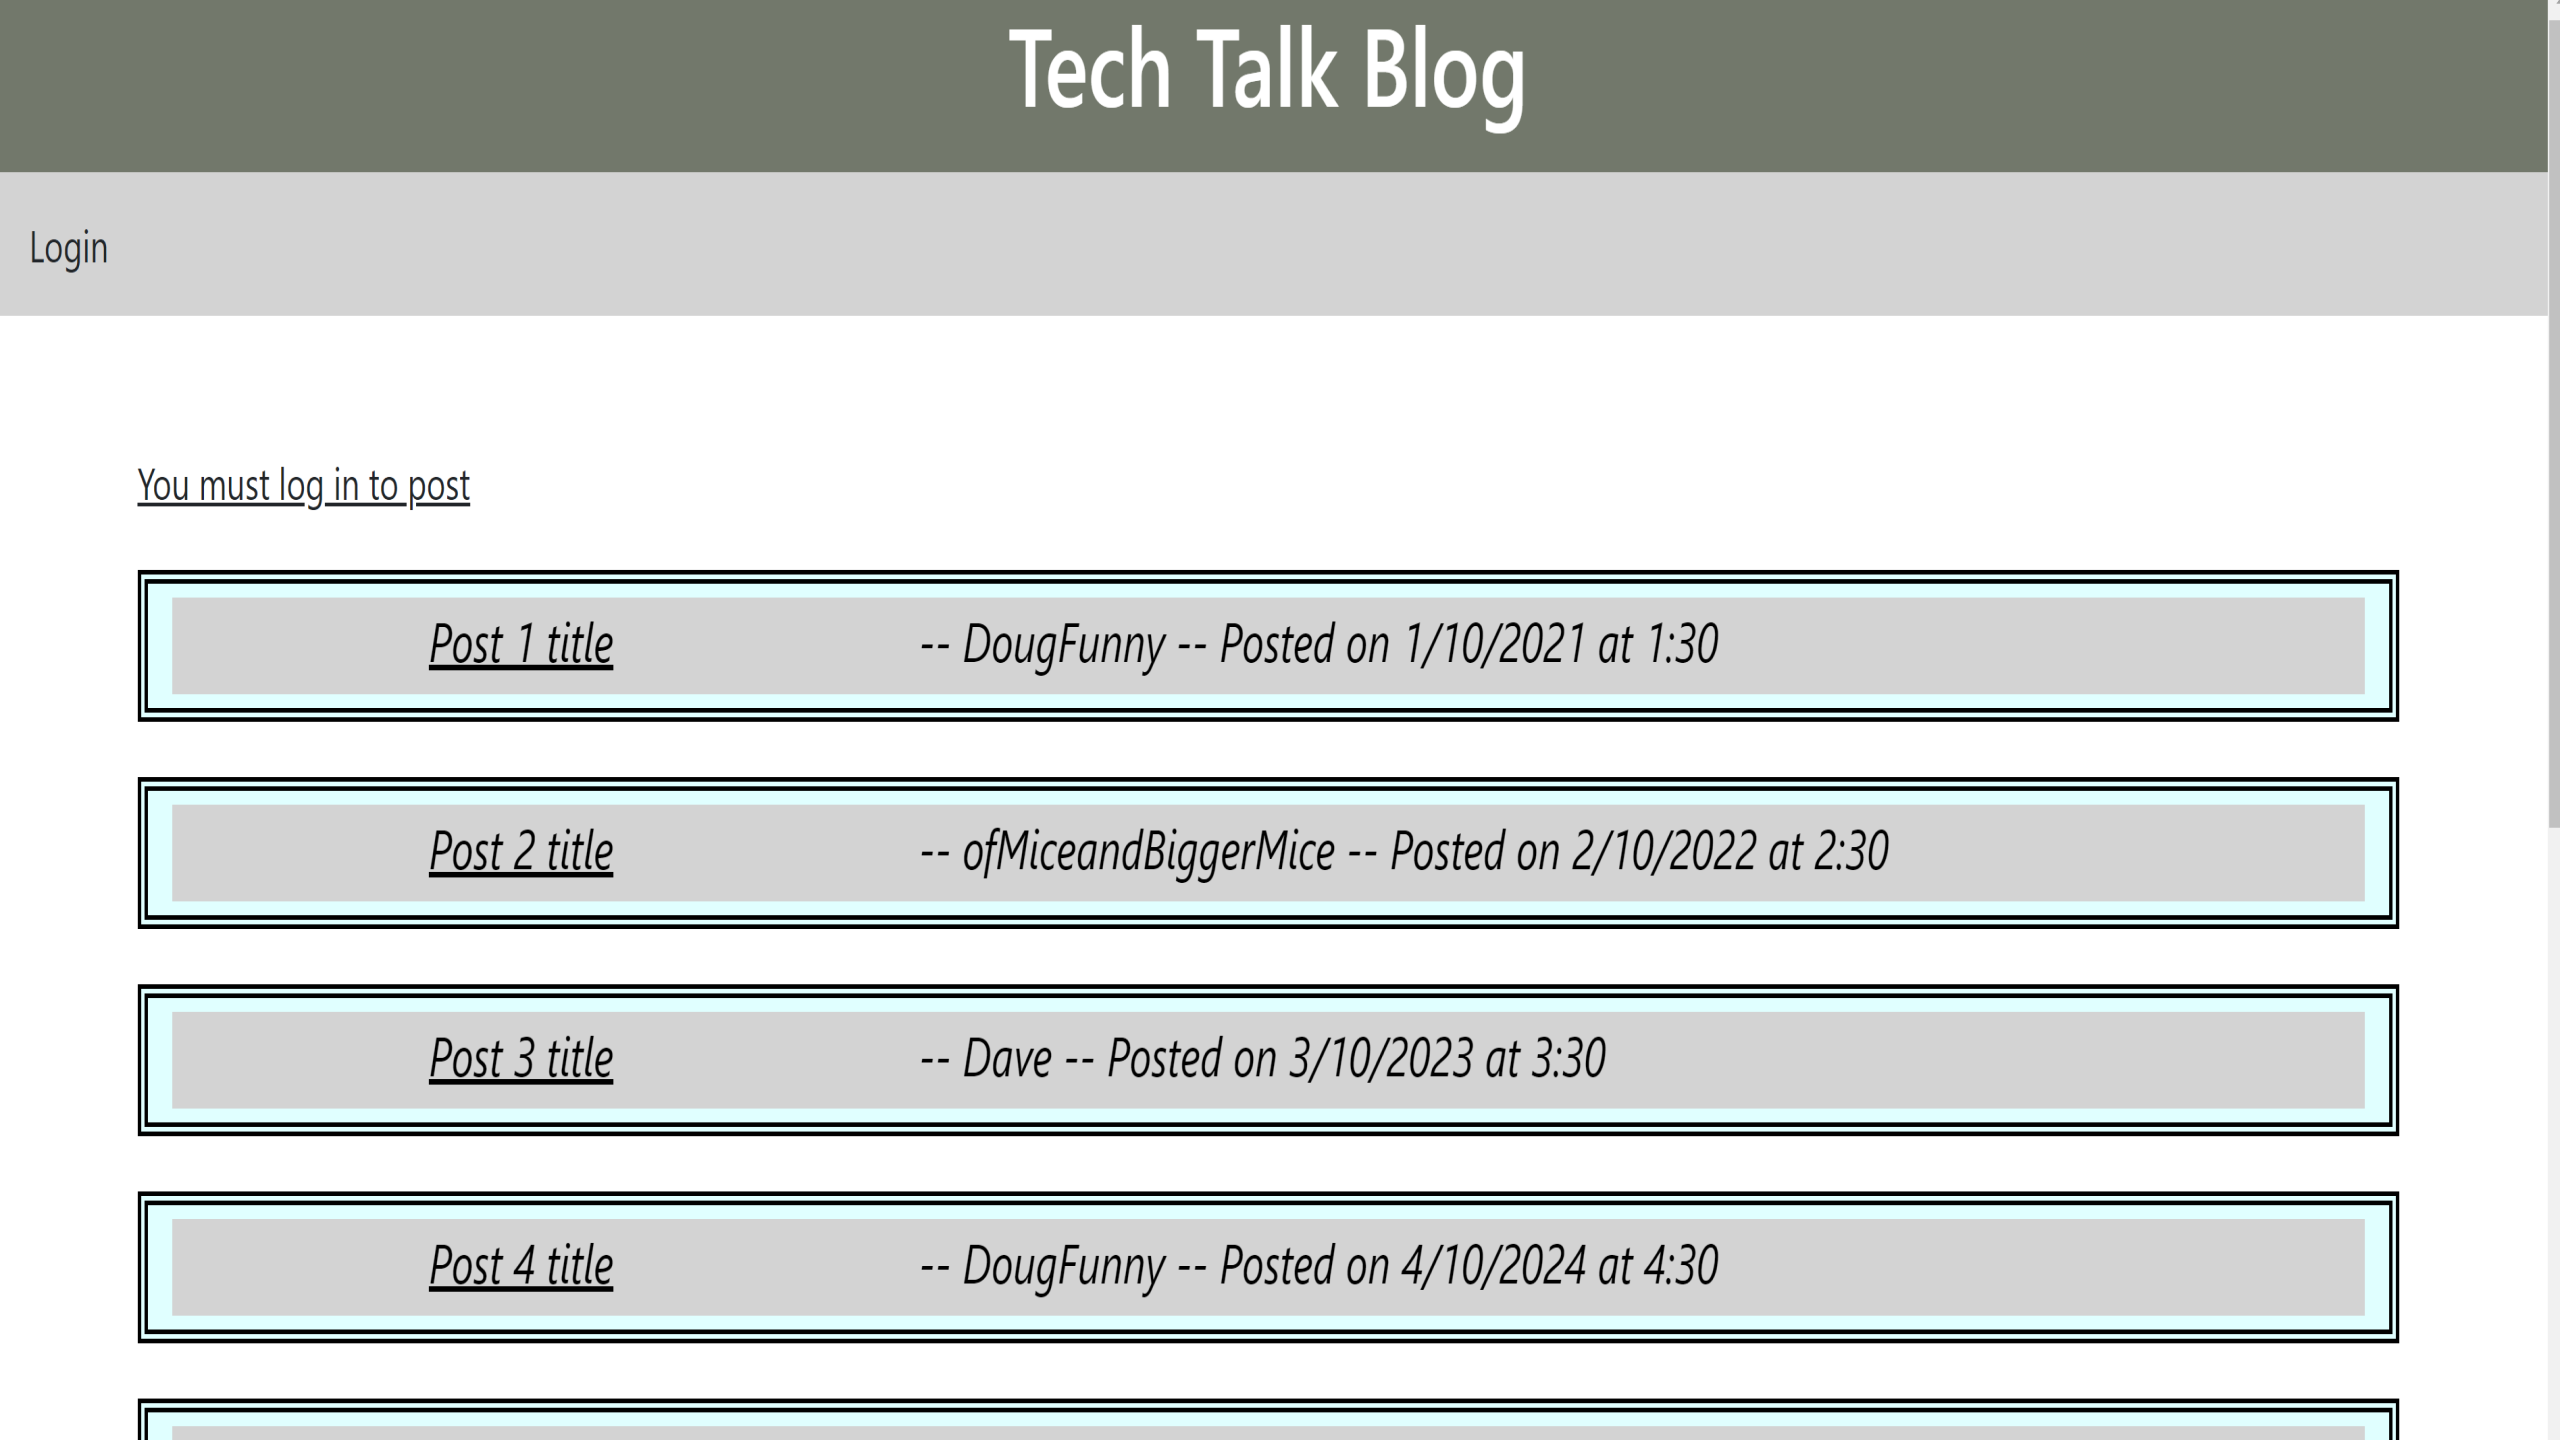 Tech Talk Blog
Login
You must log in to post
Post 1 title -- DougFunny -- Posted on 1/10/2021 at 1:30
Post 2 title -- ofMiceandBiggerMice -- Posted on 2/10/2022 at 2:30
Post 3 title -- Dave -- Posted on 3/10/2023 at 3:30
Post 4 title -- DougFunny -- Posted on 4/10/2024 at 4:30